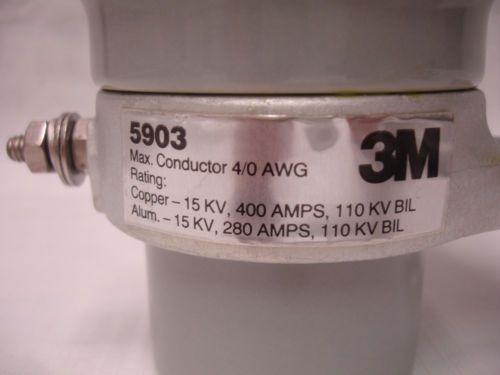 5903
3M
Max. Conductor 4/0 AWG
Rating:
Copper – 15 KV, 400 AMPS, 110 KV BIL
Alum. – 15 KV, 280 AMPS, 110 KV BIL